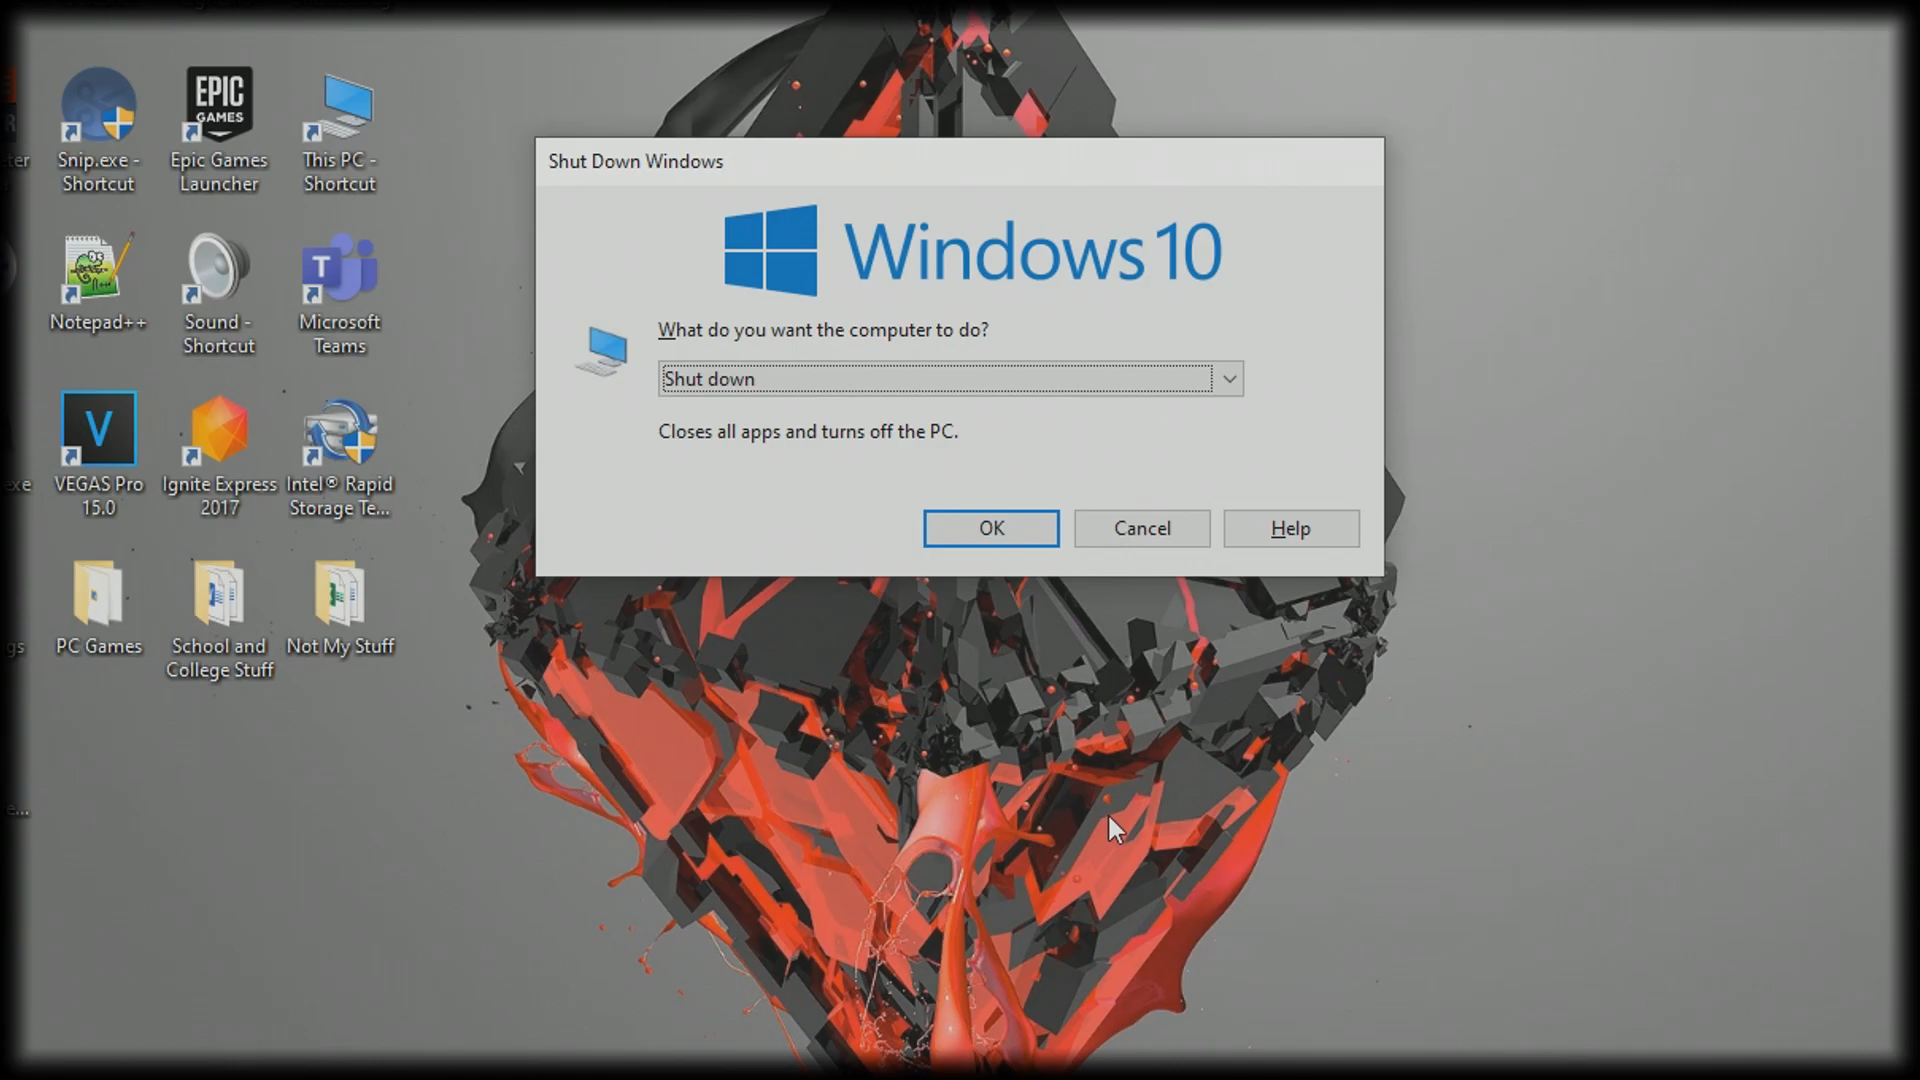 Snip.exe -
Shortcut
EPIC
GAMES
Epic Games
Launcher
This PC -
Shortcut
Notepad++
Sound -
Shortcut
T
Microsoft
Teams
V
VEGAS Pro
15.0
Ignite Express
2017
Intel® Rapid
Storage Te...
PC Games
School and
College Stuff
Not My Stuff
Shut Down Windows
Windows 10
What do you want the computer to do?
Shut down
Closes all apps and turns off the PC.
OK
Cancel
Help